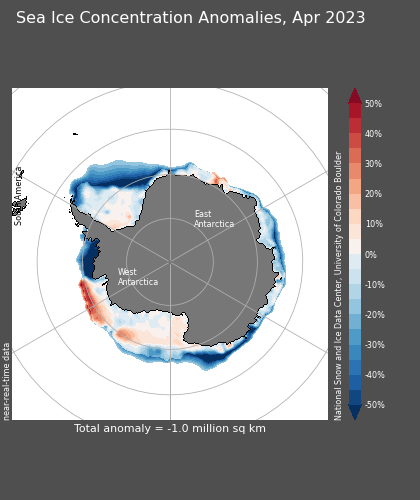 Sea Ice Concentration Anomalies, Apr 2023
South America
East
Antarctica
West
Antarctica
near-real-time data
National Snow and Ice Data Center, University of Colorado Boulder
50%
40%
30%
20%
10%
0%
-10%
-20%
-30%
-40%
-50%
Total anomaly = -1.0 million sq km